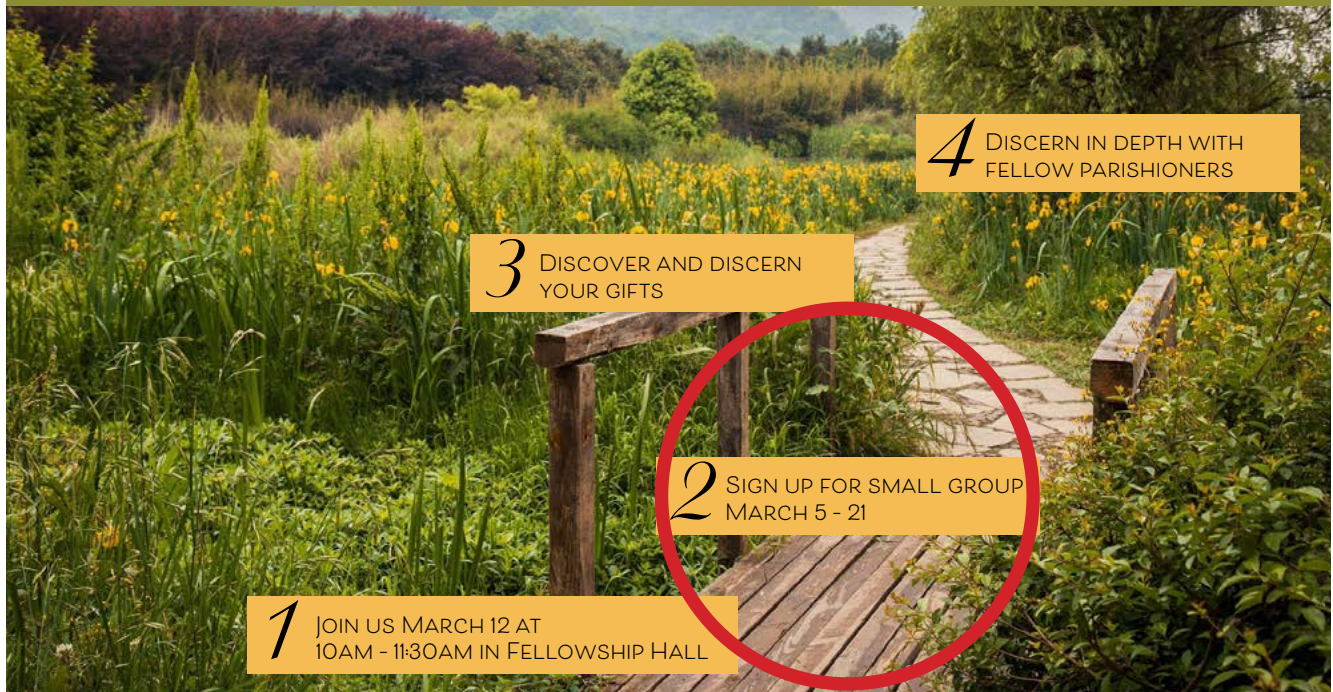 4 Discern in depth with
fellow parishioners
3 Discover and discern
your gifts
2 Sign up for small group
March 5 - 21
1 Join us March 12 at
10am - 11:30am in Fellowship Hall